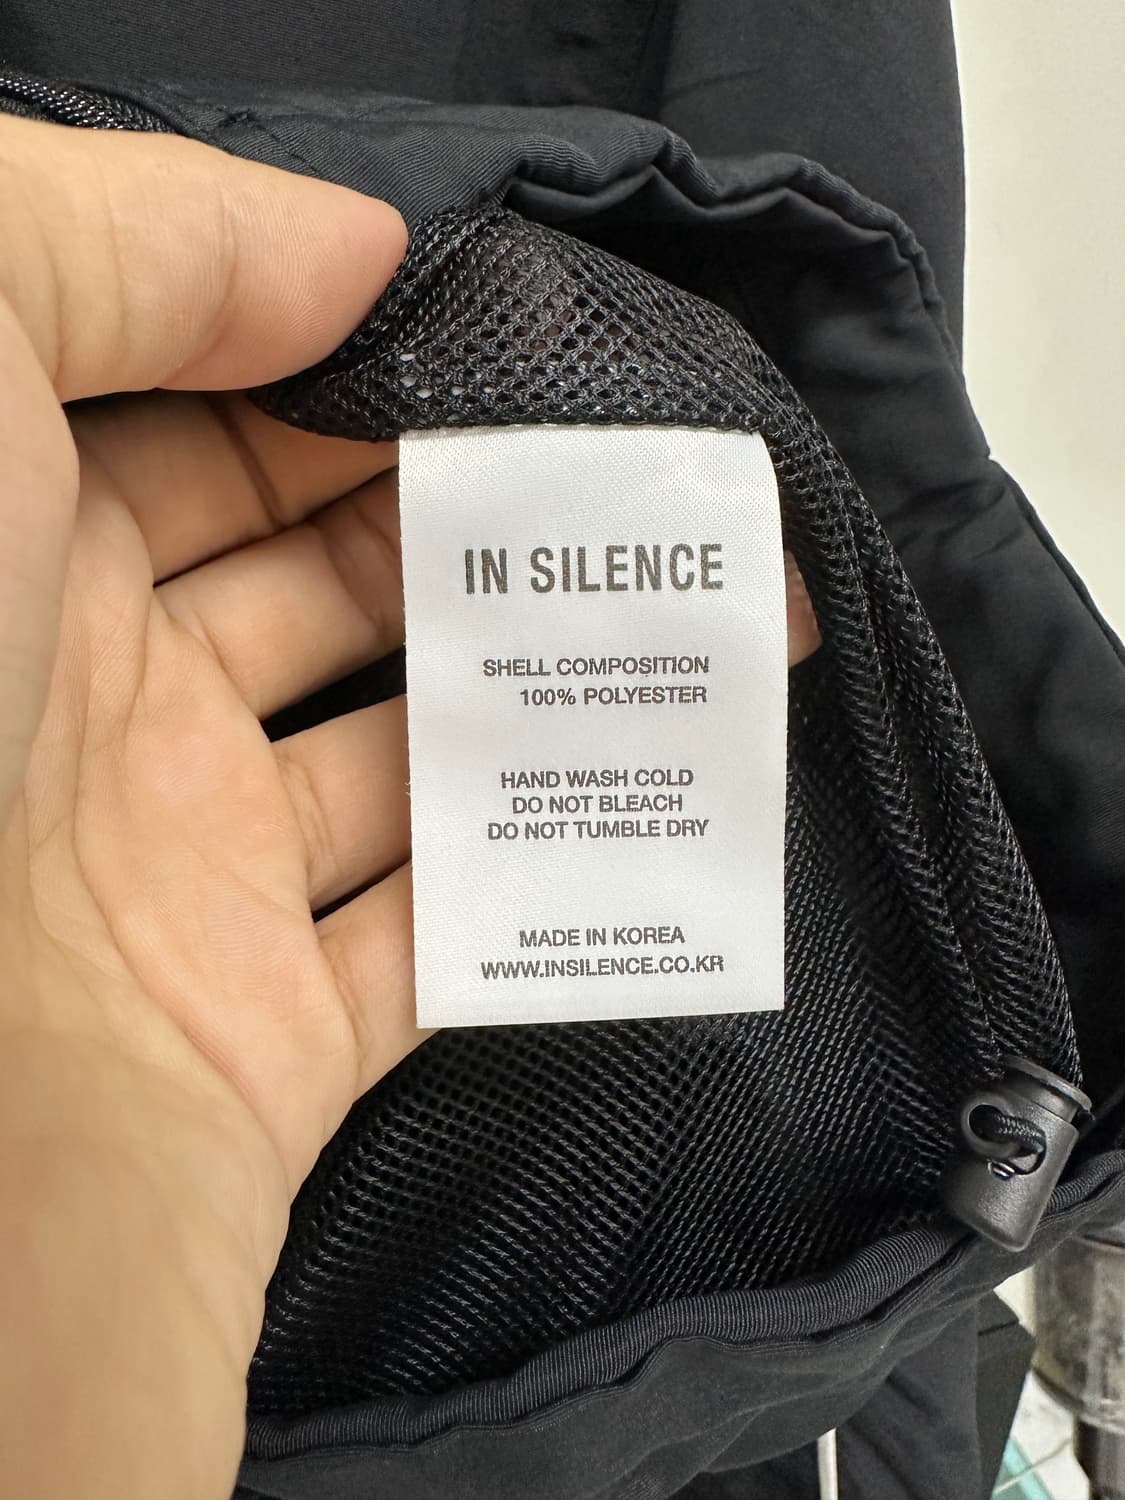 IN SILENCE
SHELL COMPOSITION
100% POLYESTER
HAND WASH COLD
DO NOT BLEACH
DO NOT TUMBLE DRY
MADE IN KOREA
WWW.INSILENCE.CO.KR